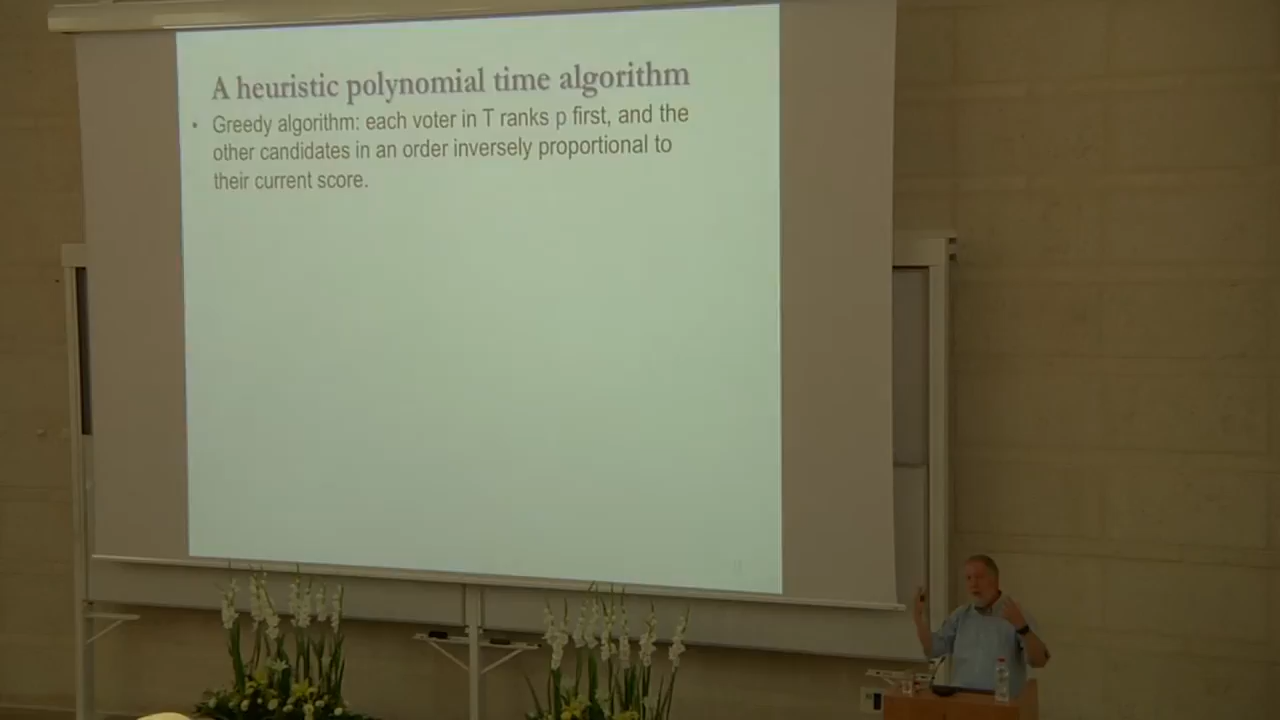 A heuristic polynomial time algorithm
• Greedy algorithm: each voter in T ranks p first, and the
other candidates in an order inversely proportional to
their current score.